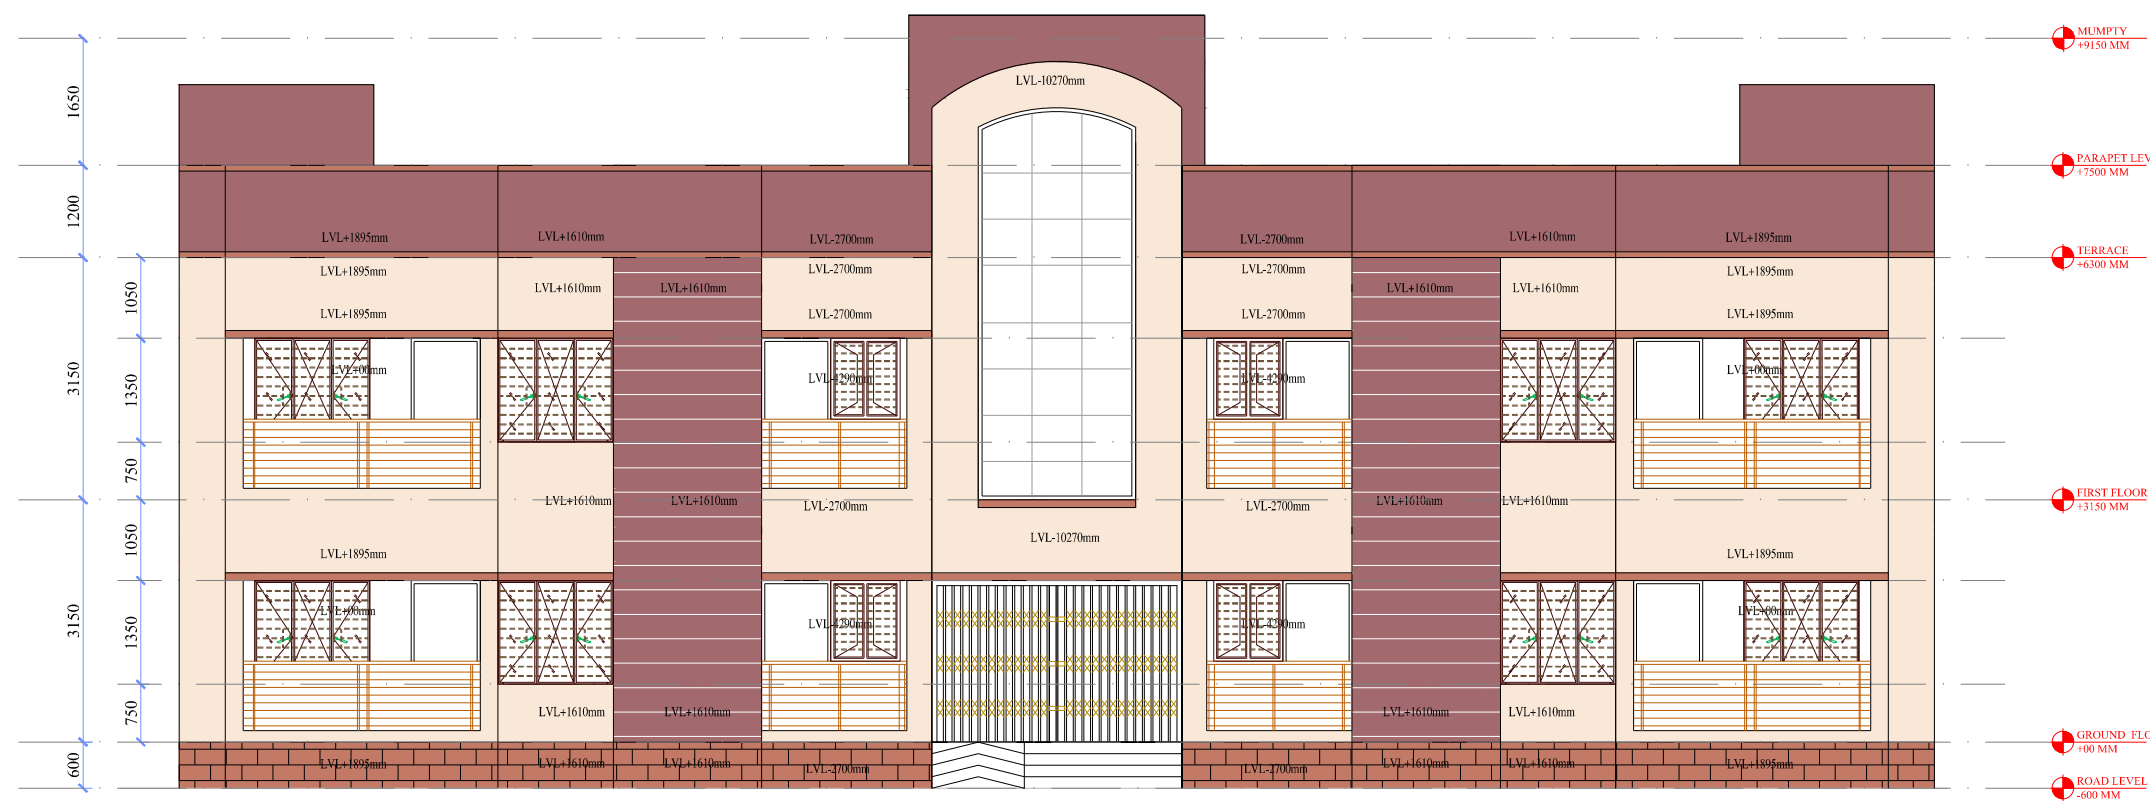 MUMPTY
+9150 MM
LVL-10270mm
1650
PARAPET LEV
+7500 MM
1200
LVL+1895mm
LVL+1610mm
LVL-2700mm
LVL-2700mm
LVL+1610mm
LVL+1895mm
TERRACE
+6300 MM
LVL+1895mm
LVL-2700mm
LVL-2700mm
LVL+1895mm
1050
LVL+1610mm
LVL+1610mm
LVL+1610mm
LVL+1610mm
LVL+1895mm
LVL-2700mm
LVL-2700mm
LVL+1895mm
3150
1350
LVL+00mm
LVL-4290mm
LVL-4290mm
LVL+00mm
750
LVL+1610mm
LVL+1610mm
LVL-2700mm
LVL-2700mm
LVL+1610mm
LVL+1610mm
FIRST FLOOR
+3150 MM
1050
LVL-10270mm
LVL+1895mm
LVL+1895mm
3150
1350
LVL+00mm
LVL-4290mm
LVL-4290mm
LVL+00mm
750
LVL+1610mm
LVL+1610mm
LVL+1610mm
LVL+1610mm
GROUND FLO
+00 MM
600
LVL+1895mm
LVL+1610mm
LVL+1610mm
LVL-2700mm
LVL-2700mm
LVL+1610mm
LVL+1610mm
LVL+1895mm
ROAD LEVEL
-600 MM